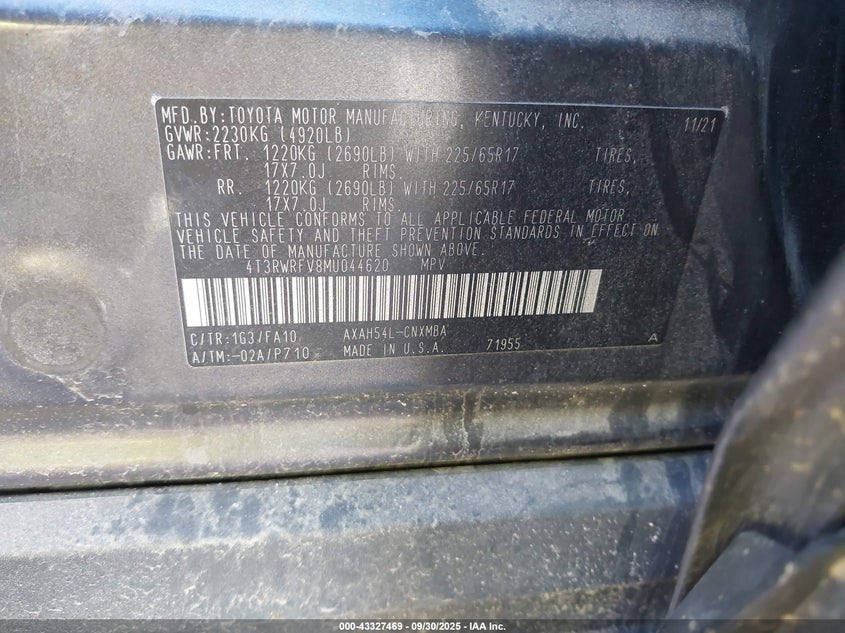 MFD.BY:TOYOTA MOTOR MANUFACTURING, KENTUCKY, INC. 11/21
GVWR:2230KG (4920LB)
GAWR:FRT. 1220KG (2690LB) WITH 225/65R17 TIRES,
17X7.0J RIMS.
RR. 1220KG (2690LB) WITH 225/65R17 TIRES,
17X7.0J RIMS.
THIS VEHICLE CONFORMS TO ALL APPLICABLE FEDERAL MOTOR
VEHICLE SAFETY AND THEFT PREVENTION STANDARDS IN EFFECT ON
THE DATE OF MANUFACTURE SHOWN ABOVE.
4T3RWRFV8MU044620 MPV
C/TR:1G3/FA10 AXAH54L-CNXMBA
A/TM:-02A/P710 MADE IN U.S.A. 71955 A
000-43327469 - 09/30/2025 - IAA Inc.